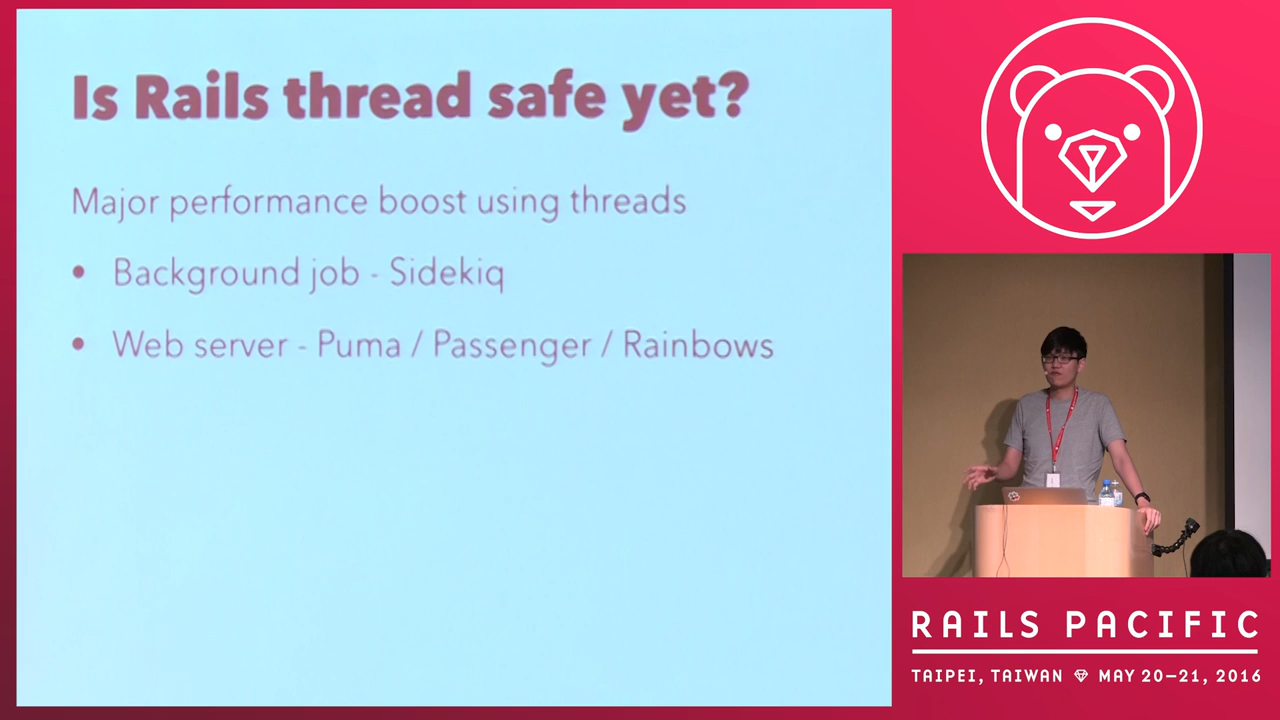 Is Rails thread safe yet?
Major performance boost using threads
• Background job - Sidekiq
• Web server - Puma / Passenger / Rainbows
RAILS PACIFIC
TAIPEI, TAIWAN MAY 20–21, 2016